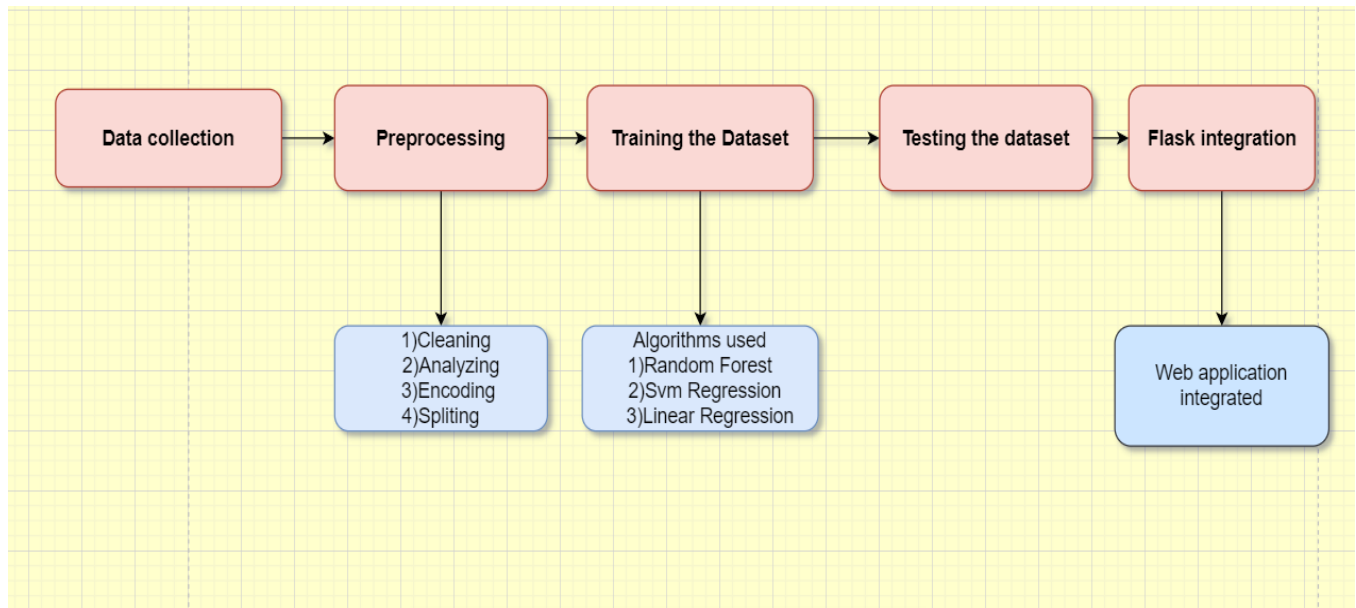 Data collection
Preprocessing
Training the Dataset
Testing the dataset
Flask integration
1)Cleaning
2)Analyzing
3)Encoding
4)Spliting
Algorithms used
1)Random Forest
2)Svm Regression
3)Linear Regression
Web application
integrated